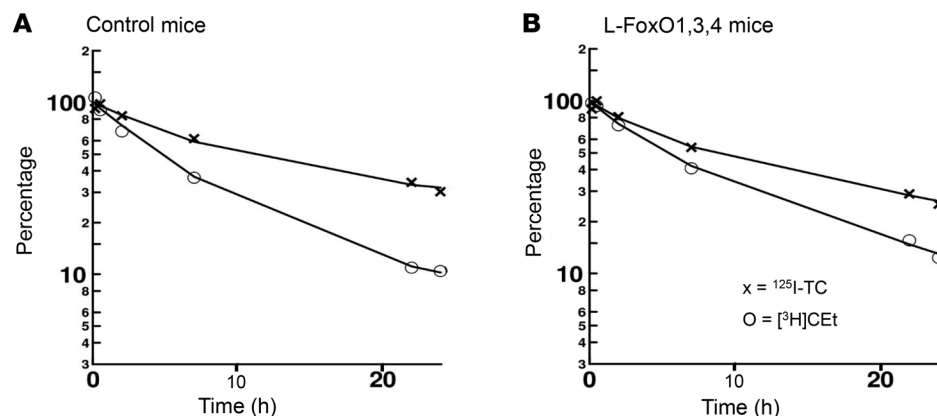 A Control mice
2
100
8
6
5
4
3
2
10
8
6
5
4
3
0 10 20
Percentage
Time (h)
B L-FoxO1,3,4 mice
2
100
8
6
5
4
3
2
10
8
6
5
4
3
0 10 20
Percentage
Time (h)
x = ¹²⁵I-TC
O = [³H]CEt